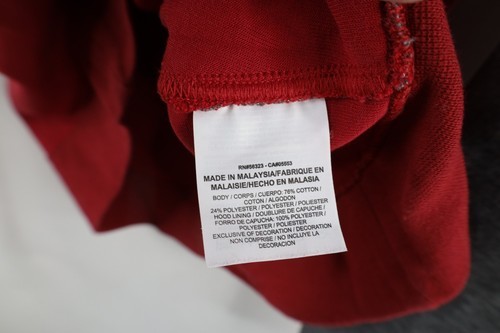 RN#56323 - CA#05553
MADE IN MALAYSIA/FABRIQUE EN
MALAISIE/HECHO EN MALASIA
BODY / CORPS / CUERPO: 76% COTTON /
COTON / ALGODON
24% POLYESTER / POLYESTER / POLIESTER
HOOD LINING / DOUBLURE DE CAPUCHE /
FORRO DE CAPUCHA: 100% POLYESTER /
POLYESTER / POLIESTER
EXCLUSIVE OF DECORATION / DECORATION
NON COMPRISE / NO INCLUYE LA DECORACION